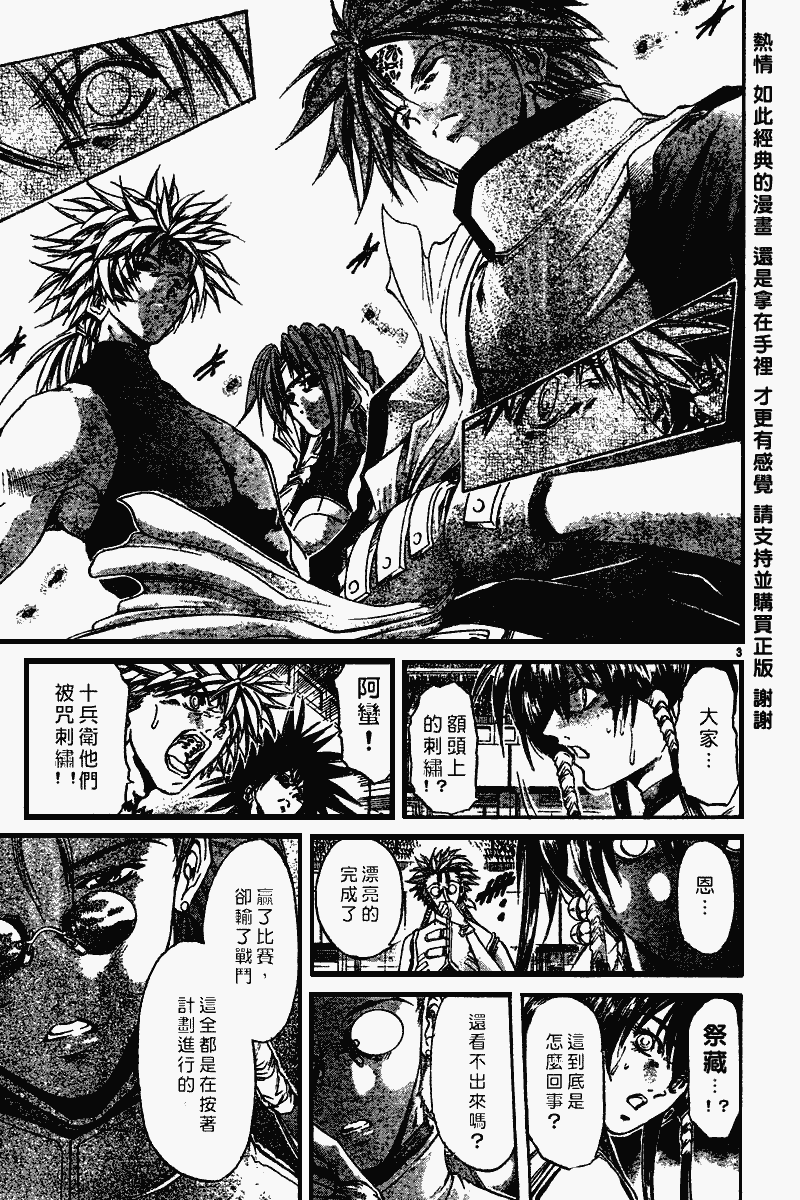 熱情 如此經典的漫畫 還是拿在手裡 才更有感覺 請支持並購買正版 謝謝
3
大家…
額頭上
的刺繡!?
阿蠻!
十兵衛他們
被咒刺繡!!
恩…
漂亮的
完成了
贏了比賽,
卻輸了戰鬥
這全都是在按著
計劃進行的.
祭藏…!?
這到底是
怎麼回事?
還看不出來嗎?